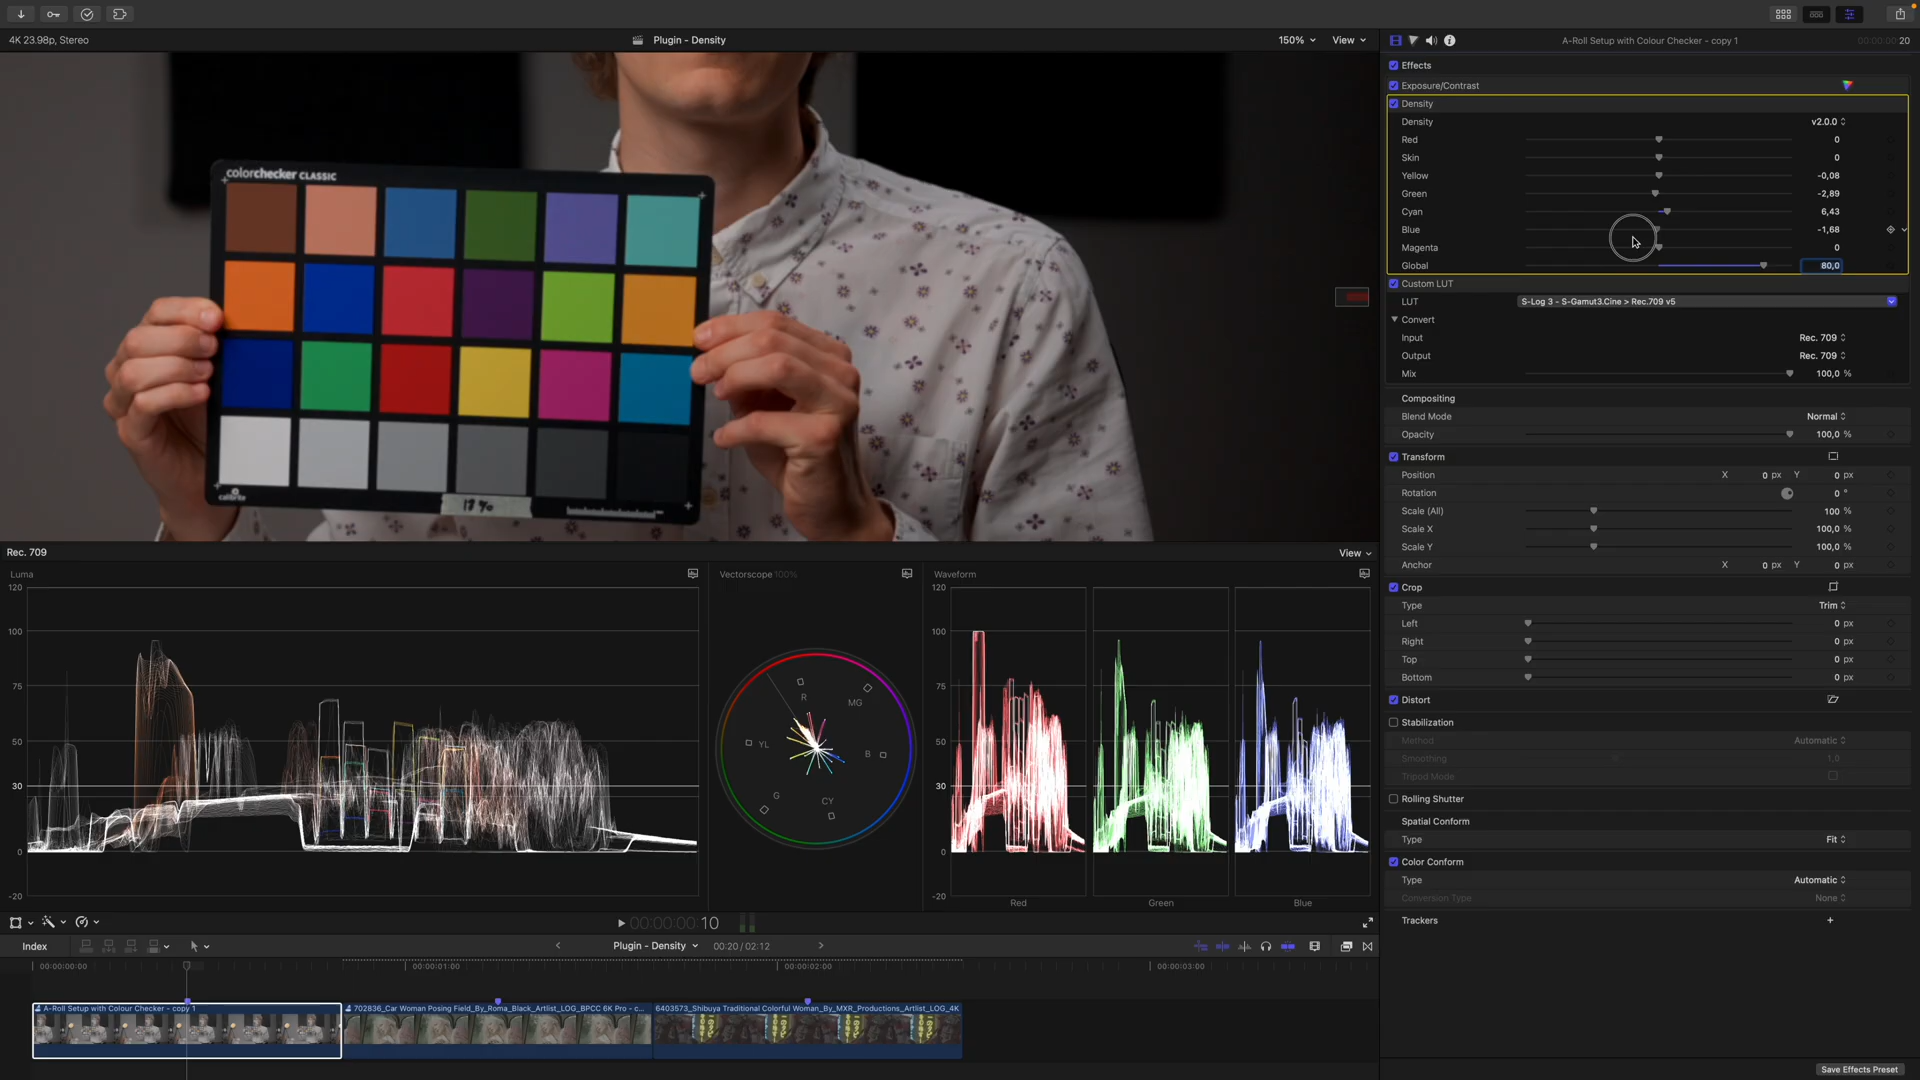 4K 23.98p, Stereo
Plugin - Density
150%
View
A-Roll Setup with Colour Checker - copy 1
00:00:00:00 20
Effects
Exposure/Contrast
Density
Density v2.0.0
Red 0
Skin 0
Yellow -0,08
Green -2,89
Cyan 6,43
Blue -1,68
Magenta 0
Global 80,0
Custom LUT
LUT S-Log 3 - S-Gamut3.Cine > Rec.709 v5
Convert
Input Rec. 709
Output Rec. 709
Mix 100,0 %
Compositing
Blend Mode Normal
Opacity 100,0 %
Transform
Position X 0 px Y 0 px
Rotation 0 °
Scale (All) 100 %
Scale X 100,0 %
Scale Y 100,0 %
Anchor X 0 px Y 0 px
Crop
Type Trim
Left 0 px
Right 0 px
Top 0 px
Bottom 0 px
Distort
Stabilization
Method Automatic
Smoothing 1,0
Tripod Mode
Rolling Shutter
Spatial Conform
Type Fit
Color Conform
Type Automatic
Conversion Type None
Trackers
Save Effects Preset
colorchecker CLASSIC
calibrite
18 %
Rec. 709
View
Luma
120
100
75
50
30
0
-20
Vectorscope 100%
R
MG
B
CY
G
YL
Waveform
120
100
75
50
30
0
-20
Red
Green
Blue
00:00:00:00 10
Index
Plugin - Density
00:20 / 02:12
00:00:00:00
00:00:01:00
00:00:02:00
00:00:03:00
A-Roll Setup with Colour Checker - copy 1
702836_Car Woman Posing Field_By_Roma_Black_Artlist_LOG_BPCC 6K Pro - c...
6403573_Shibuya Traditional Colorful Woman_By_MXR_Productions_Artlist_LOG_4K